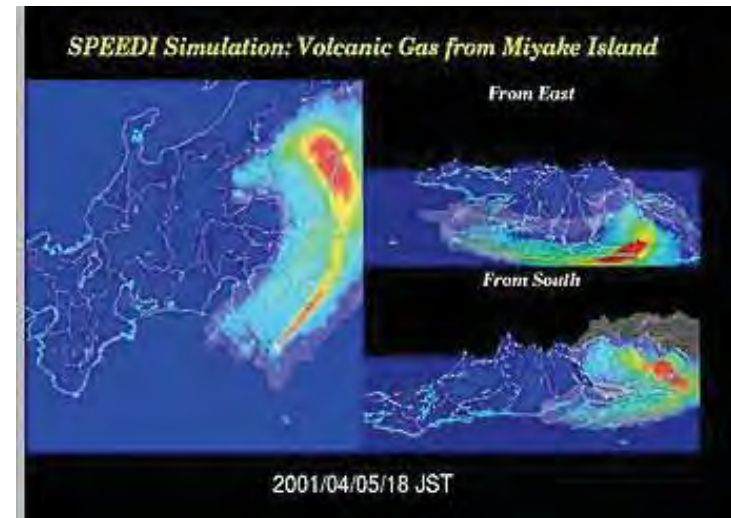 SPEEDI Simulation: Volcanic Gas from Miyake Island
From East
From South
2001/04/05/18 JST